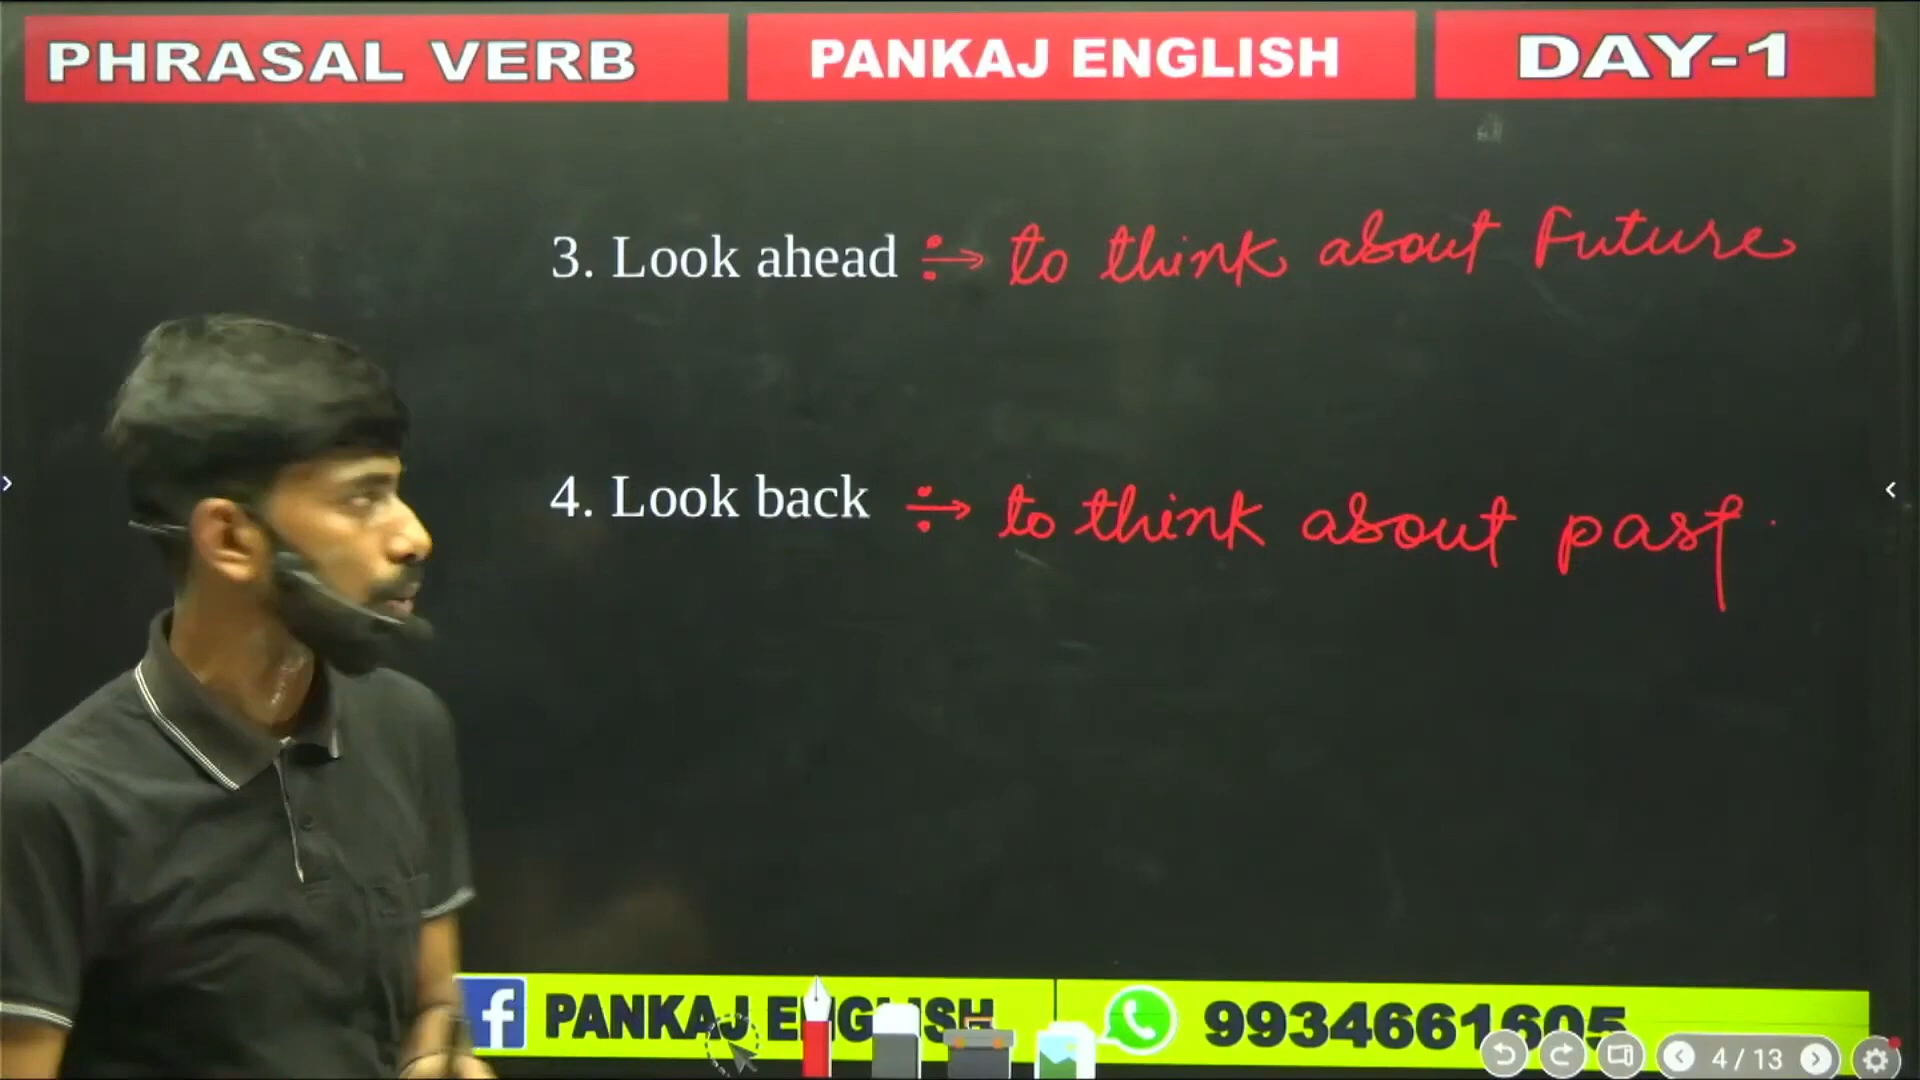 PHRASAL VERB
PANKAJ ENGLISH
DAY-1
3. Look ahead ÷→ to think about future
4. Look back ÷→ to think about past.
PANKAJ ENGLISH
9934661605
4 / 13